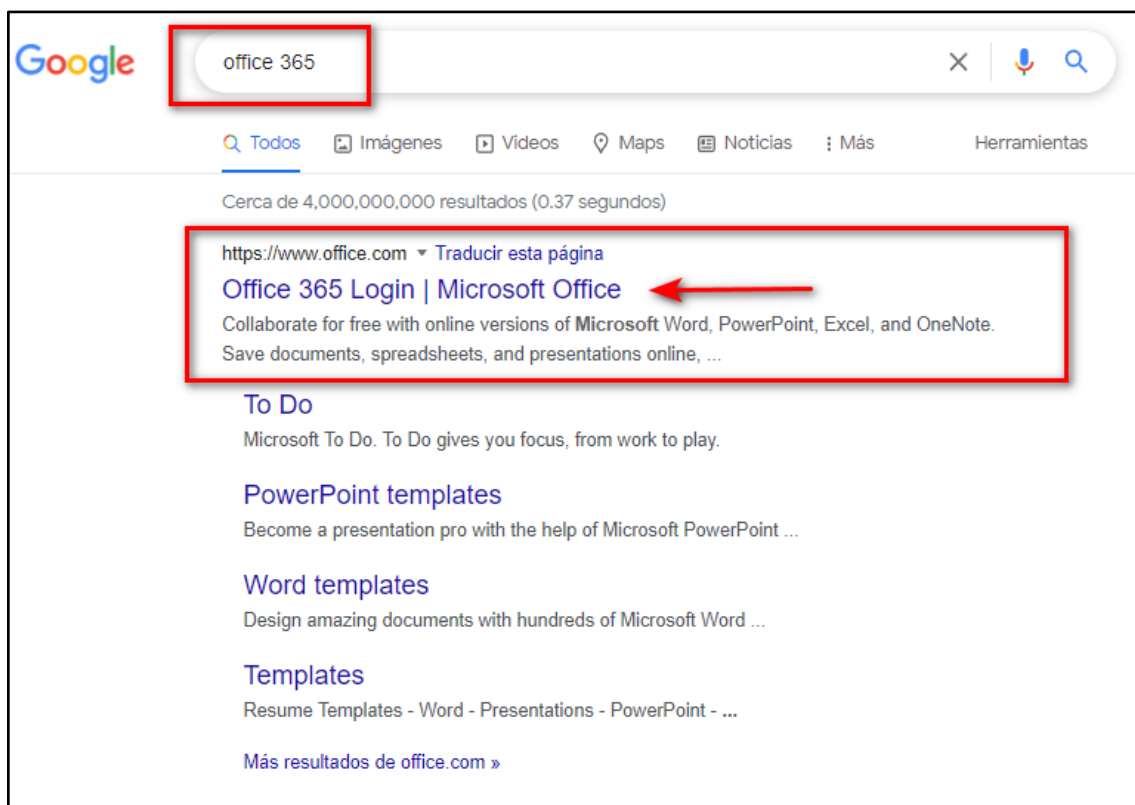 Google
office 365
Todos Imágenes Videos Maps Noticias Más Herramientas
Cerca de 4,000,000,000 resultados (0.37 segundos)
https://www.office.com Traducir esta página
Office 365 Login | Microsoft Office
Collaborate for free with online versions of Microsoft Word, PowerPoint, Excel, and OneNote.
Save documents, spreadsheets, and presentations online, ...
To Do
Microsoft To Do. To Do gives you focus, from work to play.
PowerPoint templates
Become a presentation pro with the help of Microsoft PowerPoint ...
Word templates
Design amazing documents with hundreds of Microsoft Word ...
Templates
Resume Templates - Word - Presentations - PowerPoint - ...
Más resultados de office.com »